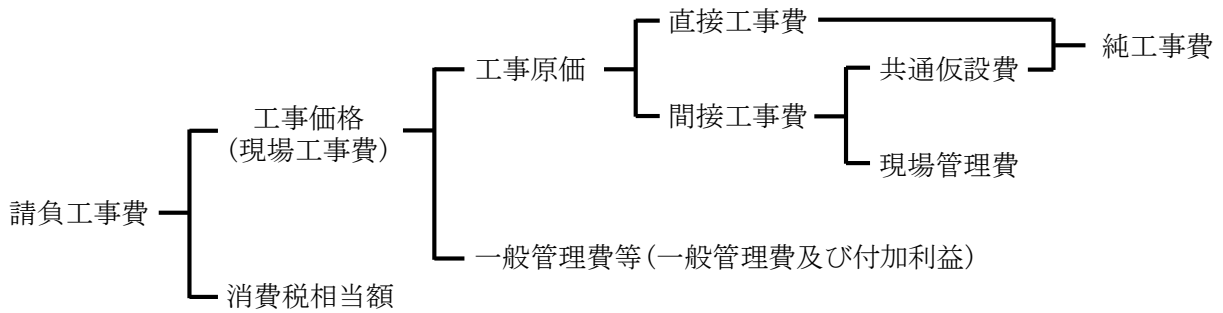 直接工事費
純工事費
工事原価
共通仮設費
間接工事費
工事価格
(現場工事費)
現場管理費
請負工事費
一般管理費等(一般管理費及び付加利益)
消費税相当額